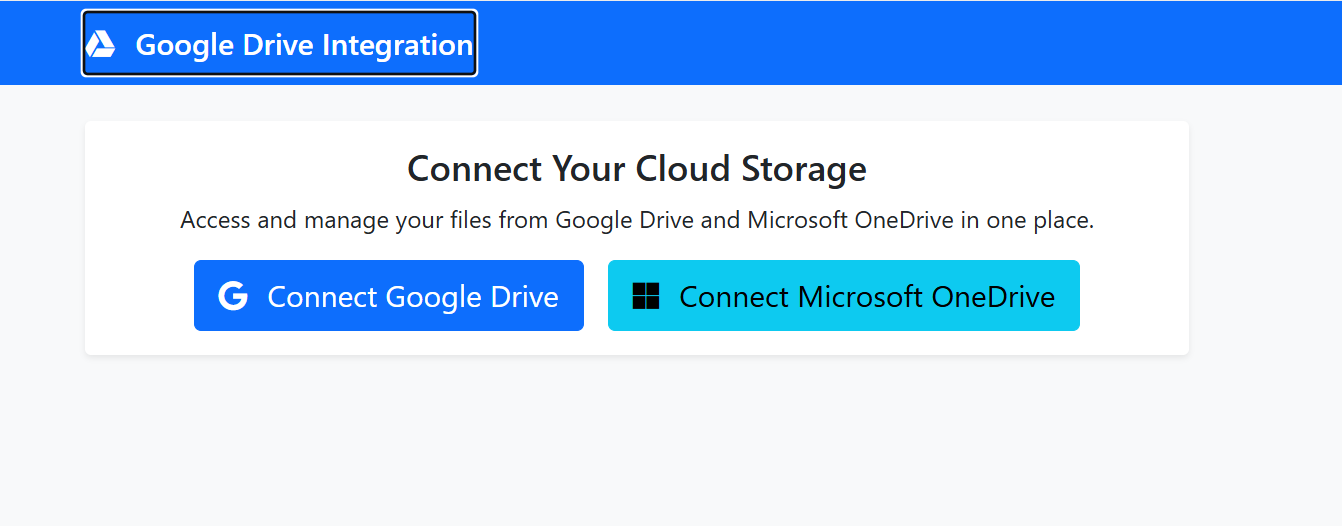 Google Drive Integration
Connect Your Cloud Storage
Access and manage your files from Google Drive and Microsoft OneDrive in one place.
Connect Google Drive
Connect Microsoft OneDrive